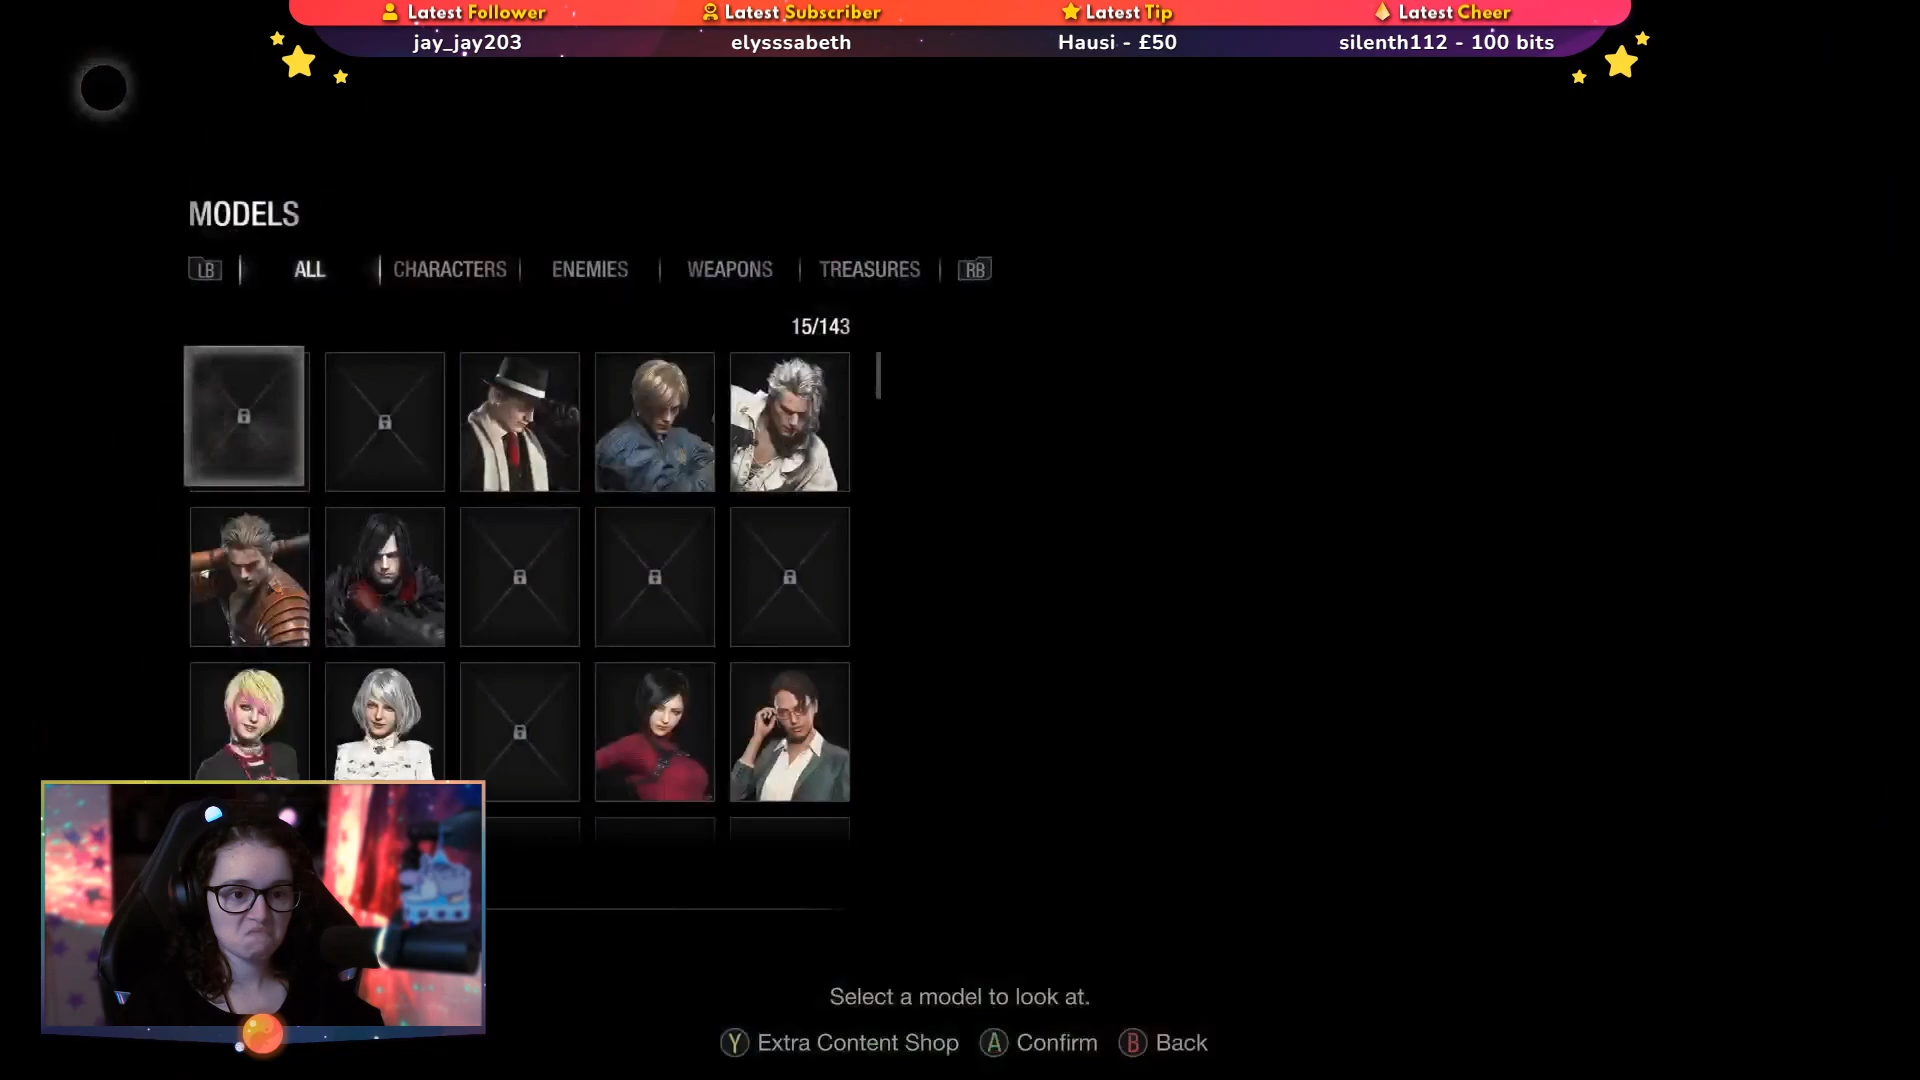 Latest Follower
jay_jay203
Latest Subscriber
elysssabeth
Latest Tip
Hausi - £50
Latest Cheer
silenth112 - 100 bits
MODELS
LB ALL CHARACTERS ENEMIES WEAPONS TREASURES RB
15/143
Select a model to look at.
Y Extra Content Shop A Confirm B Back